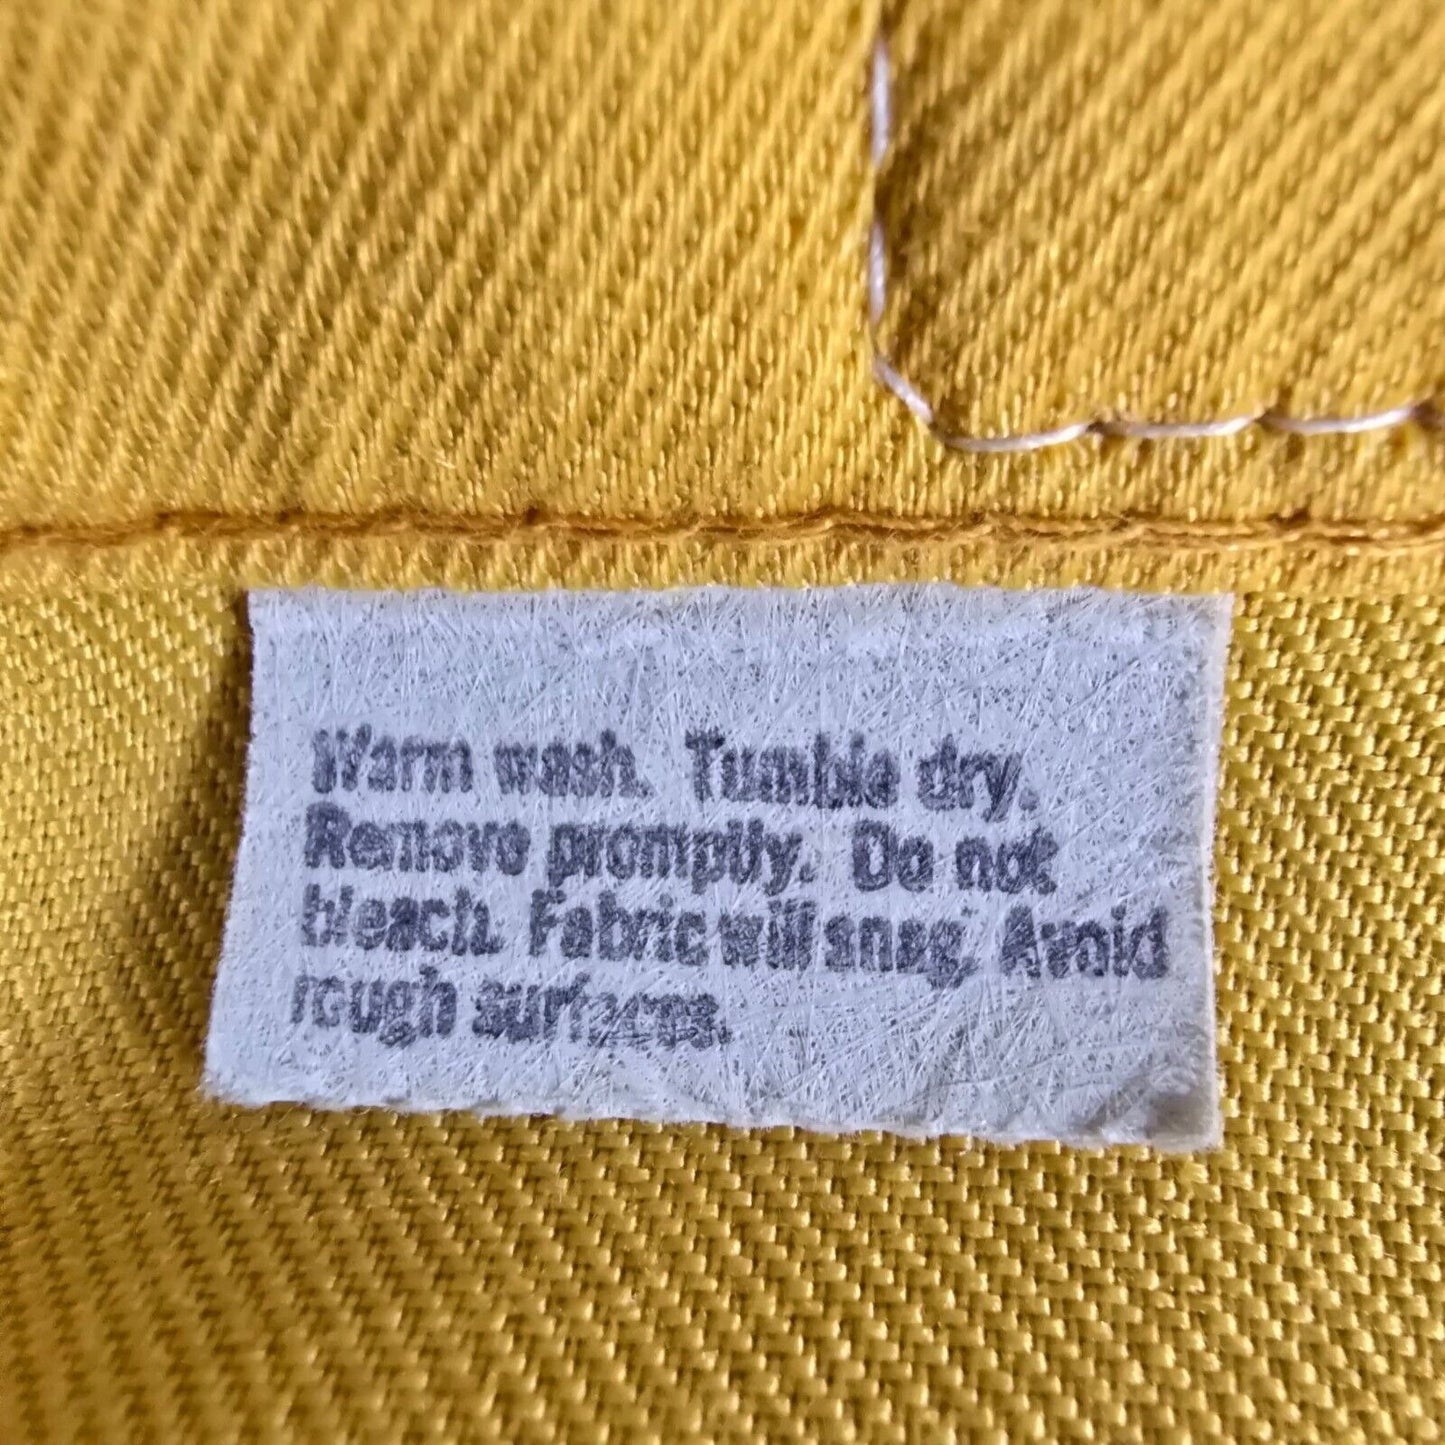 Warm wash. Tumble dry.
Remove promptly. Do not
bleach. Fabric will snag. Avoid
rough surfaces.